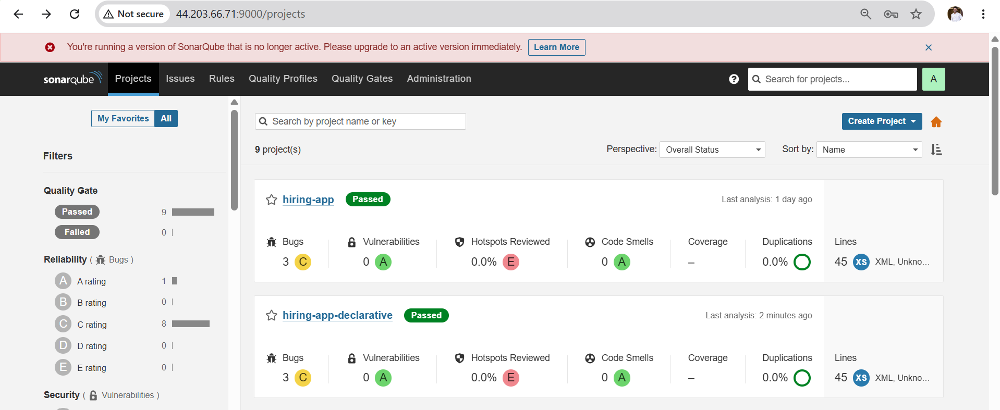 Not secure 44.203.66.71:9000/projects
You're running a version of SonarQube that is no longer active. Please upgrade to an active version immediately. Learn More
sonarqube Projects Issues Rules Quality Profiles Quality Gates Administration ? Search for projects... A
My Favorites All
Search by project name or key
Create Project
Filters
9 project(s)
Perspective: Overall Status
Sort by: Name
Quality Gate
Passed 9
Failed 0
Reliability ( Bugs )
A A rating 1
B B rating 0
C C rating 8
D D rating 0
E E rating 0
Security ( Vulnerabilities )
hiring-app Passed Last analysis: 1 day ago
Bugs Vulnerabilities Hotspots Reviewed Code Smells Coverage Duplications Lines
3 C 0 A 0.0% E 0 A – 0.0% 45 XS XML, Unkno...
hiring-app-declarative Passed Last analysis: 2 minutes ago
Bugs Vulnerabilities Hotspots Reviewed Code Smells Coverage Duplications Lines
3 C 0 A 0.0% E 0 A – 0.0% 45 XS XML, Unkno...